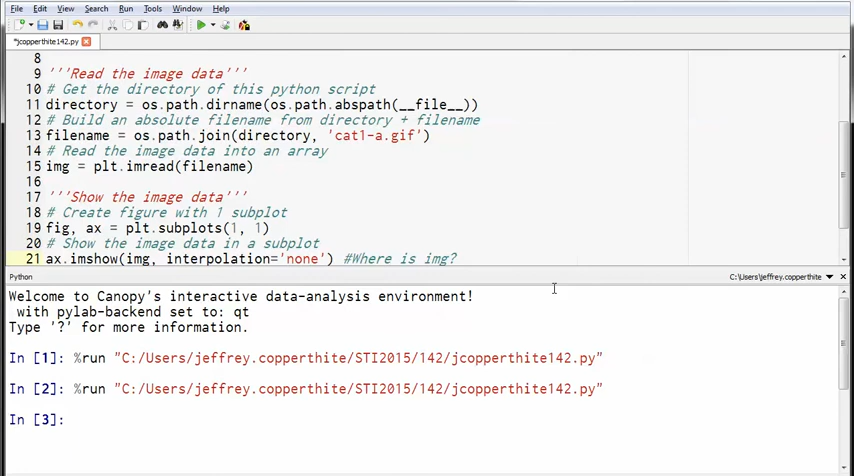 File Edit View Search Run Tools Window Help
*jcopperthite142.py
8
9 '''Read the image data'''
10 # Get the directory of this python script
11 directory = os.path.dirname(os.path.abspath(__file__))
12 # Build an absolute filename from directory + filename
13 filename = os.path.join(directory, 'cat1-a.gif')
14 # Read the image data into an array
15 img = plt.imread(filename)
16
17 '''Show the image data'''
18 # Create figure with 1 subplot
19 fig, ax = plt.subplots(1, 1)
20 # Show the image data in a subplot
21 ax.imshow(img, interpolation='none') #Where is img?
Python C:\Users\jeffrey.copperthite
Welcome to Canopy's interactive data-analysis environment!
with pylab-backend set to: qt
Type '?' for more information.
In [1]: %run "C:/Users/jeffrey.copperthite/STI2015/142/jcopperthite142.py"
In [2]: %run "C:/Users/jeffrey.copperthite/STI2015/142/jcopperthite142.py"
In [3]: